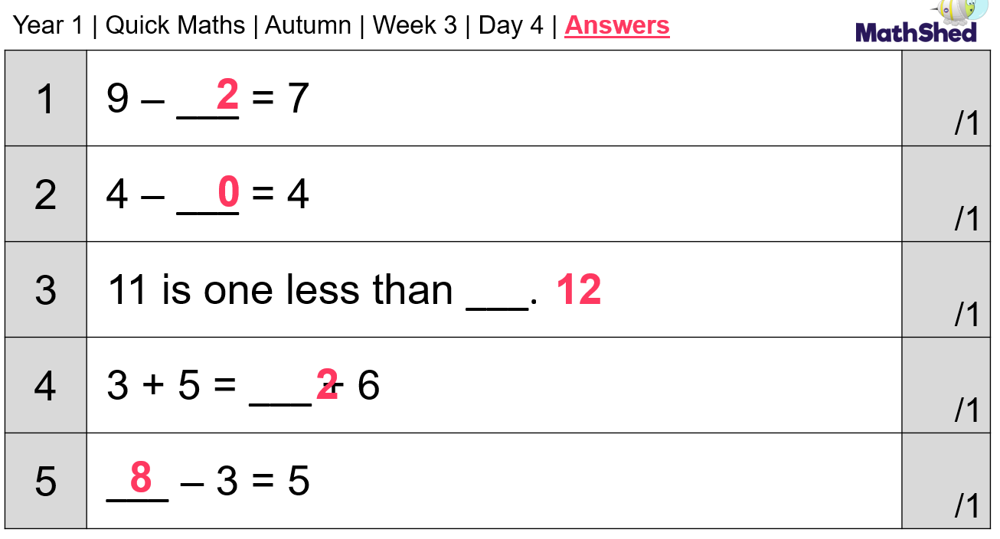 Year 1 | Quick Maths | Autumn | Week 3 | Day 4 | Answers
MathShed
1 9 – ___ 2 = 7 /1
2 4 – ___ 0 = 4 /1
3 11 is one less than ___. 12 /1
4 3 + 5 = ___ 2 + 6 /1
5 ___ 8 – 3 = 5 /1